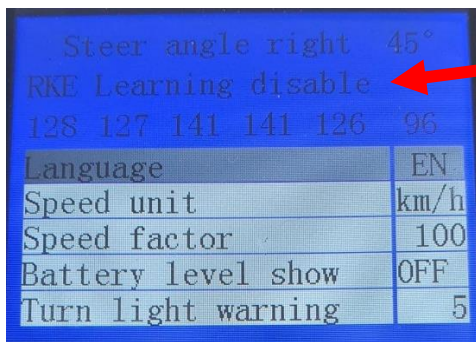 Steer angle right 45°
RKE Learning disable
128 127 141 141 126 96
Language EN
Speed unit km/h
Speed factor 100
Battery level show OFF
Turn light warning 5